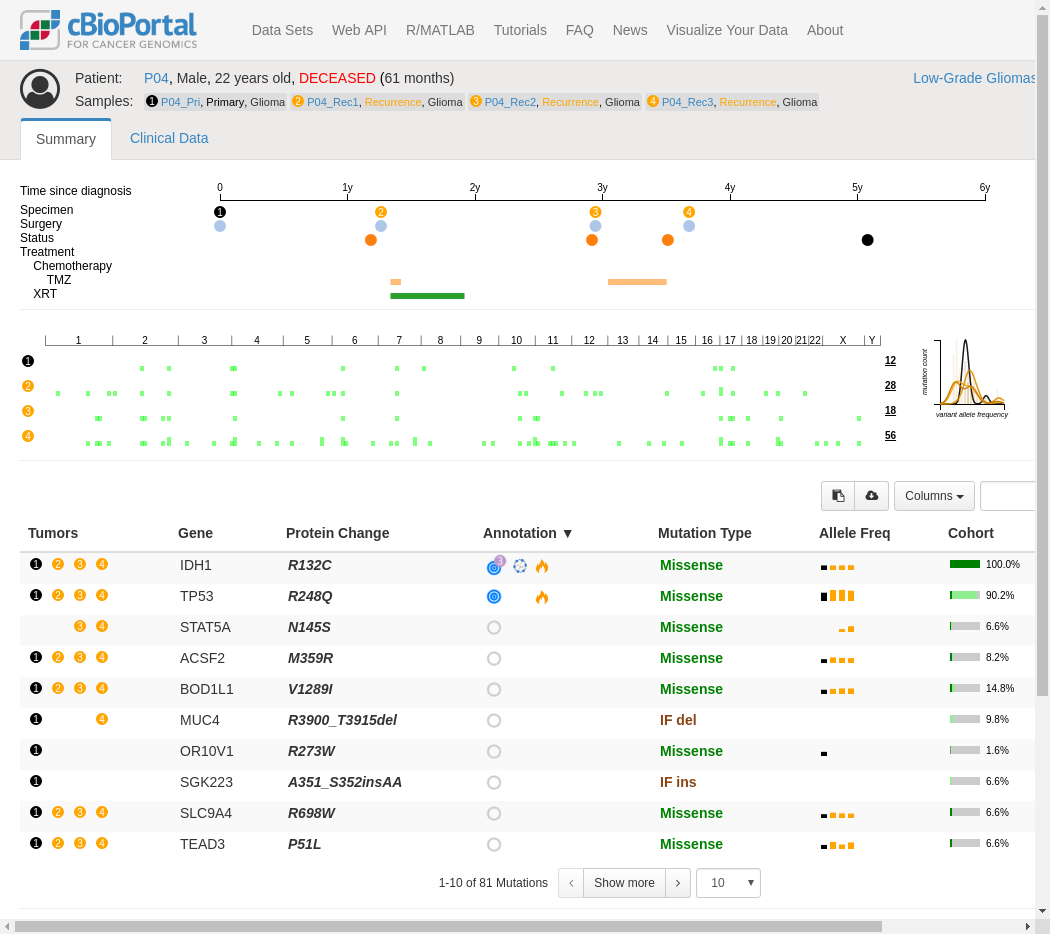 cBioPortal
FOR CANCER GENOMICS
Data Sets Web API R/MATLAB Tutorials FAQ News Visualize Your Data About
Patient: P04, Male, 22 years old, DECEASED (61 months) Low-Grade Gliomas
Samples: 1 P04_Pri, Primary, Glioma 2 P04_Rec1, Recurrence, Glioma 3 P04_Rec2, Recurrence, Glioma 4 P04_Rec3, Recurrence, Glioma
Summary Clinical Data
Time since diagnosis 0 1y 2y 3y 4y 5y 6y
Specimen 1 2 3 4
Surgery
Status
Treatment
Chemotherapy
TMZ
XRT
1 2 3 4 5 6 7 8 9 10 11 12 13 14 15 16 17 18 19 20 21 22 X Y
1 12
2 28
3 18
4 56
mutation count
variant allele frequency
Columns
Tumors Gene Protein Change Annotation ▼ Mutation Type Allele Freq Cohort
1 2 3 4 IDH1 R132C 3 Missense 100.0%
1 2 3 4 TP53 R248Q Missense 90.2%
3 4 STAT5A N145S Missense 6.6%
1 2 3 4 ACSF2 M359R Missense 8.2%
1 2 3 4 BOD1L1 V1289I Missense 14.8%
1 4 MUC4 R3900_T3915del IF del 9.8%
1 OR10V1 R273W Missense 1.6%
1 SGK223 A351_S352insAA IF ins 6.6%
1 2 3 4 SLC9A4 R698W Missense 6.6%
1 2 3 4 TEAD3 P51L Missense 6.6%
1-10 of 81 Mutations ‹ Show more › 10